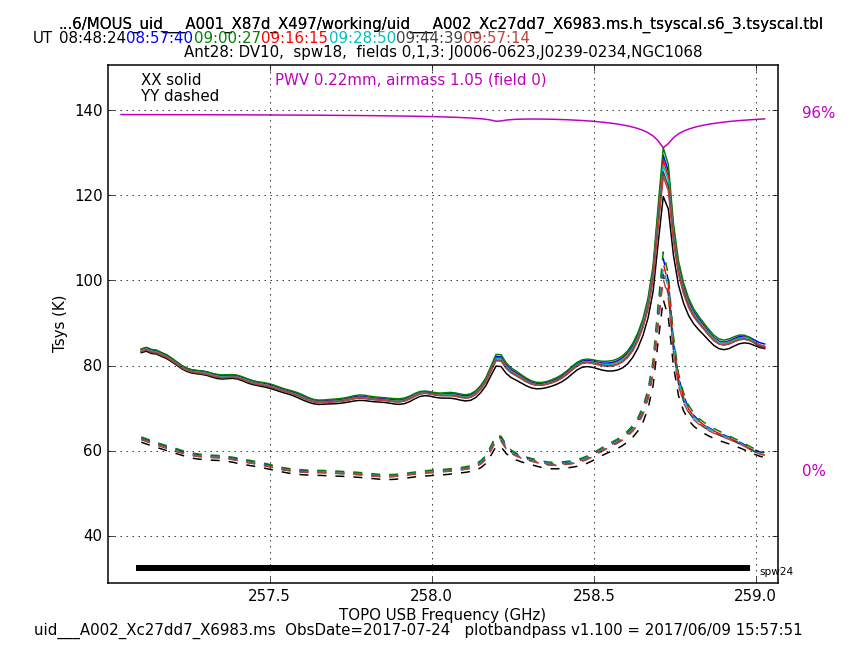 ...6/MOUS_uid___A001_X87d_X497/working/uid___A002_Xc27dd7_X6983.ms.h_tsyscal.s6_3.tsyscal.tbl
UT 08:48:24 08:57:40 09:00:27 09:16:15 09:28:50 09:44:39 09:57:14
Ant28: DV10,  spw18,  fields 0,1,3: J0006-0623,J0239-0234,NGC1068
XX solid
PWV 0.22mm, airmass 1.05 (field 0)
YY dashed
140
96%
120
100
Tsys (K)
80
60
0%
40
spw24
257.5 258.0 258.5 259.0
TOPO USB Frequency (GHz)
uid___A002_Xc27dd7_X6983.ms  ObsDate=2017-07-24   plotbandpass v1.100 = 2017/06/09 15:57:51